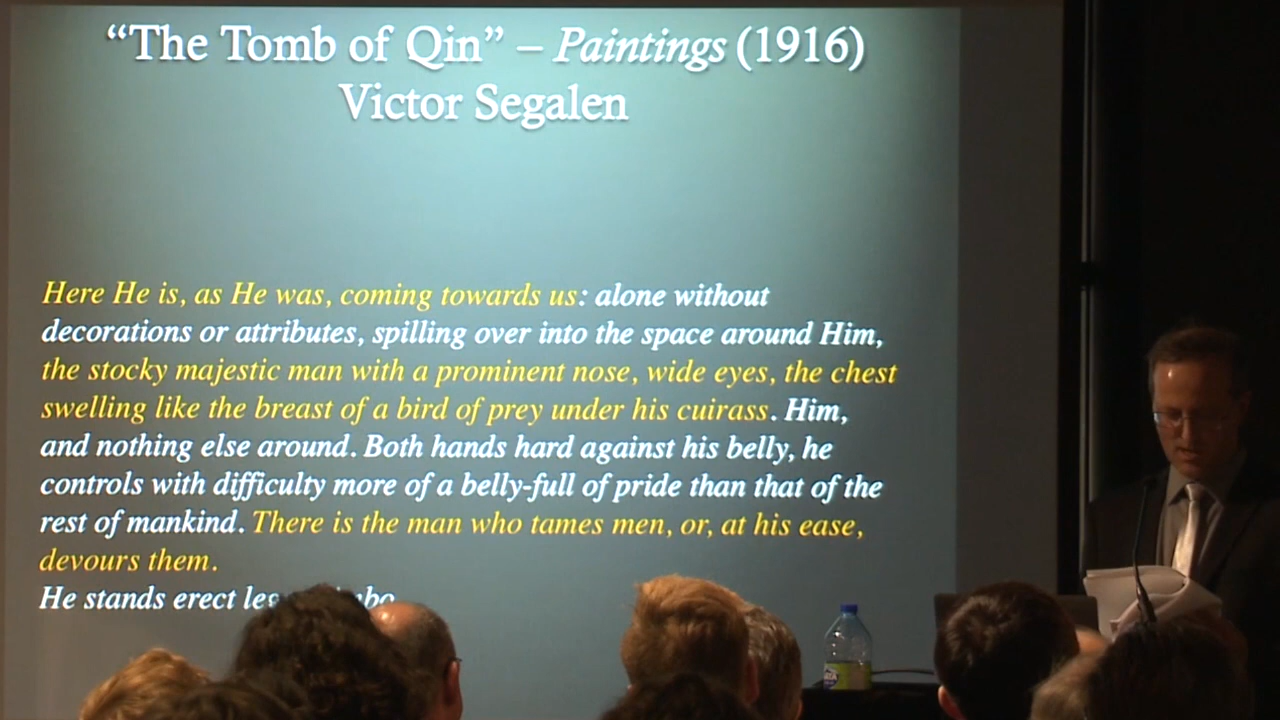 “The Tomb of Qin” – Paintings (1916)
Victor Segalen
Here He is, as He was, coming towards us: alone without
decorations or attributes, spilling over into the space around Him,
the stocky majestic man with a prominent nose, wide eyes, the chest
swelling like the breast of a bird of prey under his cuirass. Him,
and nothing else around. Both hands hard against his belly, he
controls with difficulty more of a belly-full of pride than that of the
rest of mankind. There is the man who tames men, or, at his ease,
devours them.
He stands erect